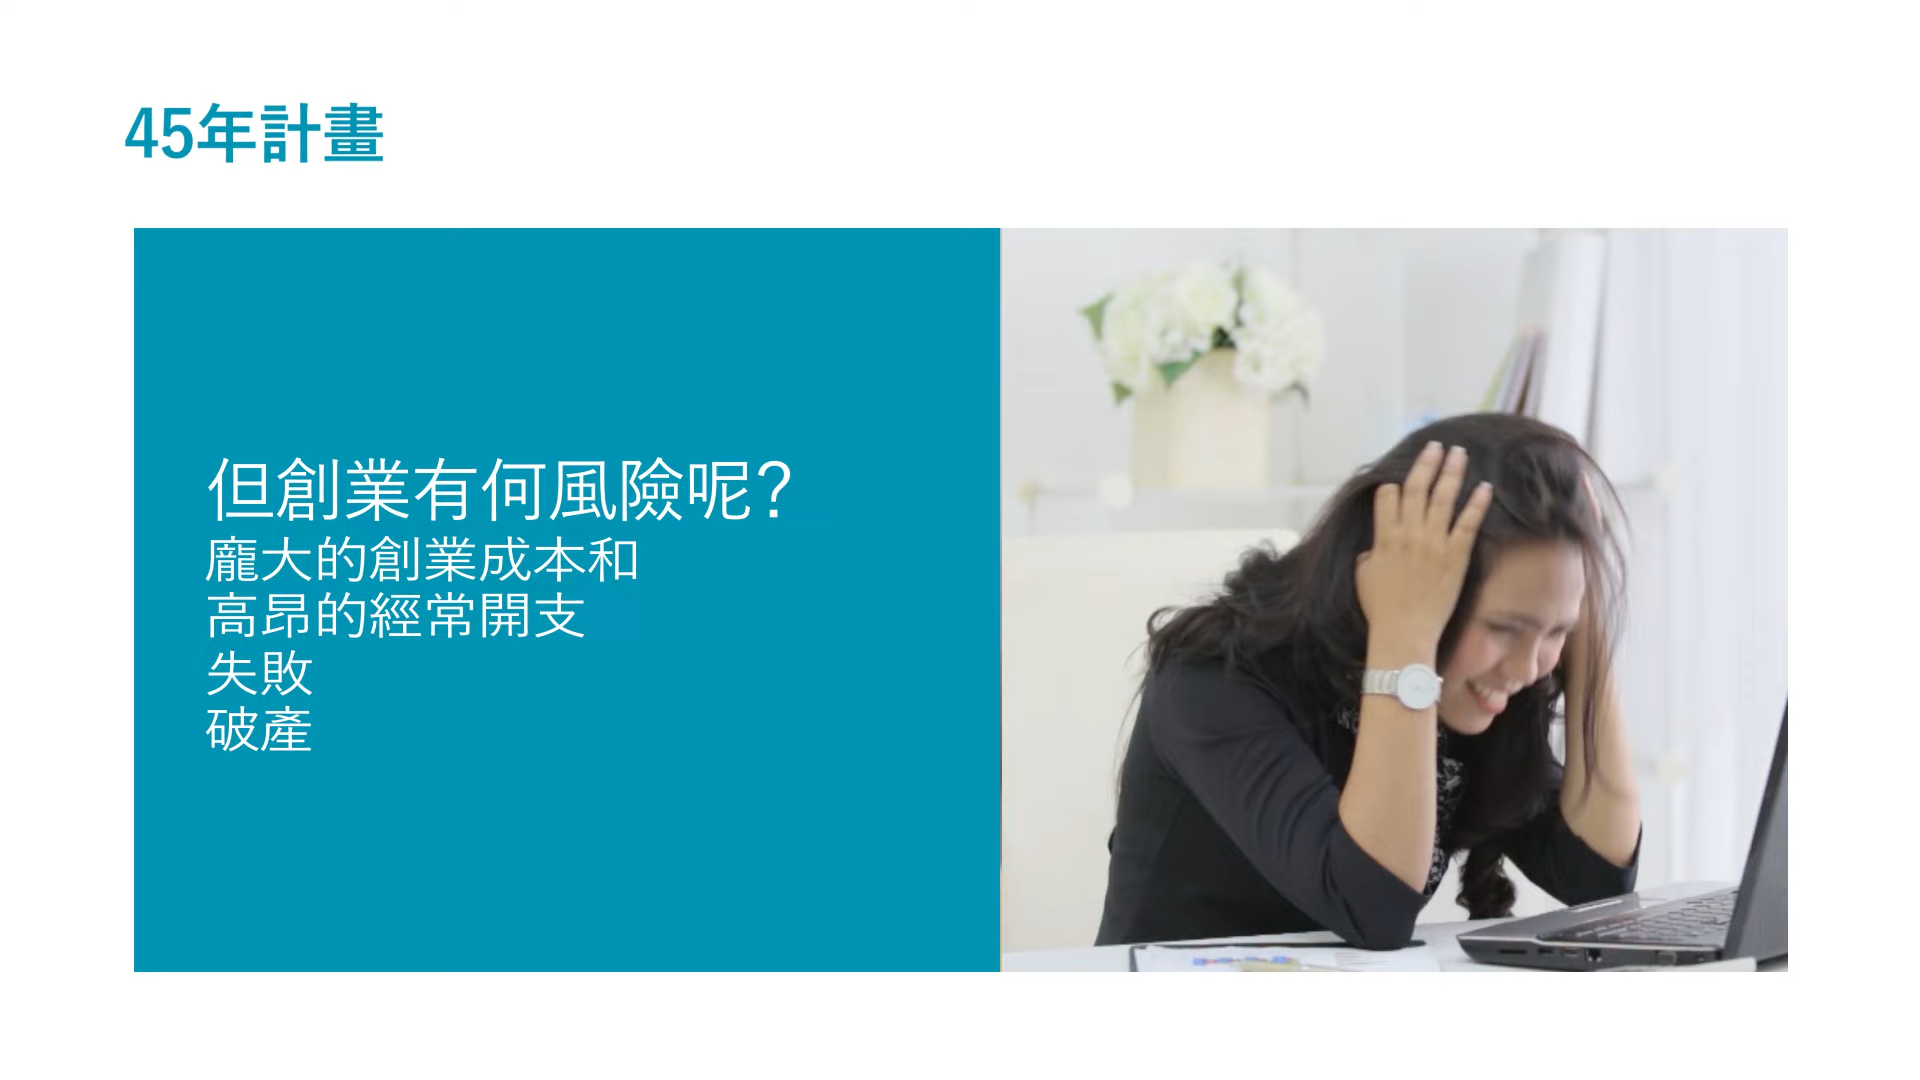 45年計畫
但創業有何風險呢?
龐大的創業成本和
高昂的經常開支
失敗
破產